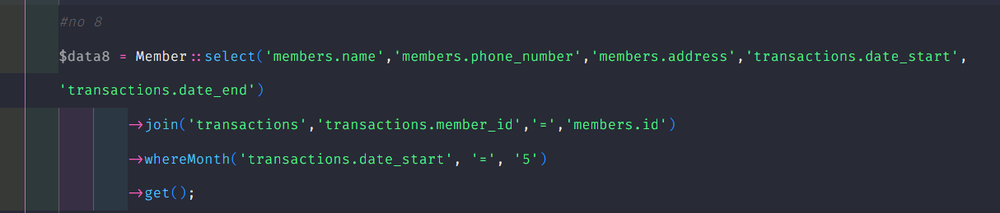 #no 8
$data8 = Member::select('members.name','members.phone_number','members.address','transactions.date_start',
'transactions.date_end')
->join('transactions','transactions.member_id','=','members.id')
->whereMonth('transactions.date_start', '=', '5')
->get();